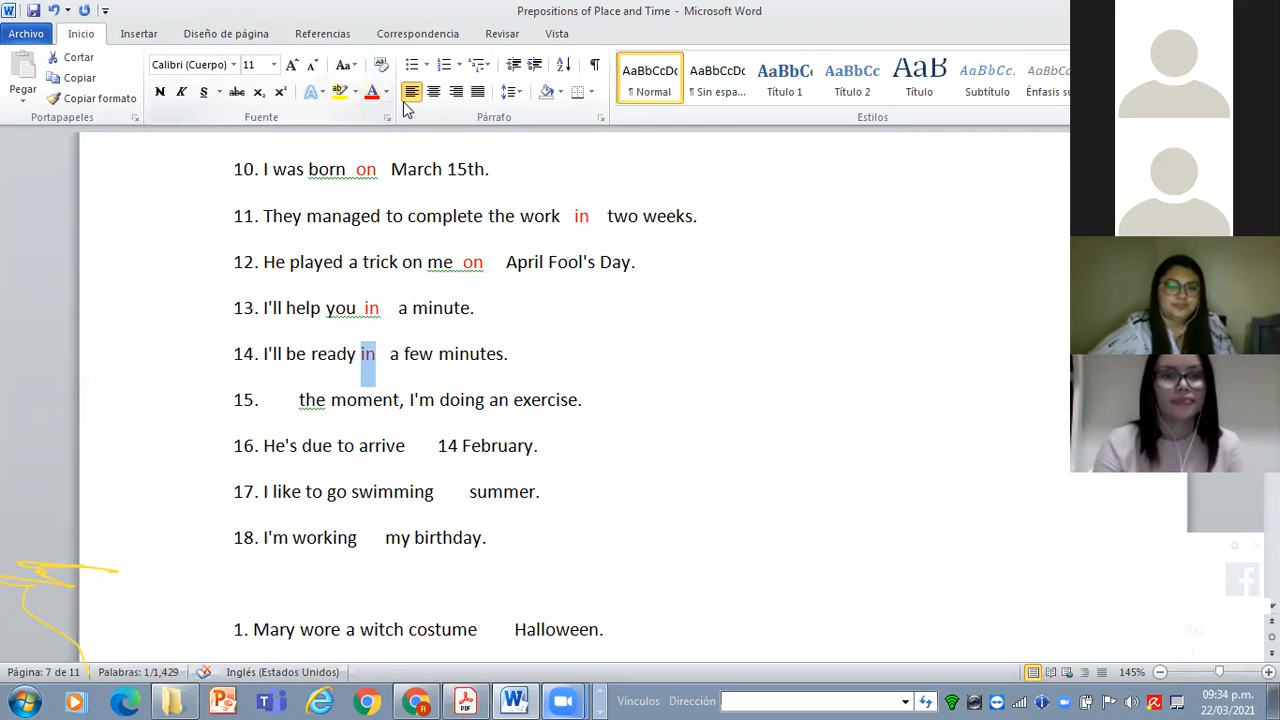 Prepositions of Place and Time - Microsoft Word
Archivo Inicio Insertar Diseño de página Referencias Correspondencia Revisar Vista
Pegar
Cortar
Copiar
Copiar formato
Calibri (Cuerpo) 11
Portapapeles Fuente Párrafo Estilos
AaBbCcDc AaBbCcDc AaBbC AaBbCc AaB AaBbCc. AaBbCcDc
¶ Normal ¶ Sin espa... Título 1 Título 2 Título Subtítulo Énfasis su
10. I was born on March 15th.
11. They managed to complete the work in two weeks.
12. He played a trick on me on April Fool's Day.
13. I'll help you in a minute.
14. I'll be ready in a few minutes.
15. the moment, I'm doing an exercise.
16. He's due to arrive 14 February.
17. I like to go swimming summer.
18. I'm working my birthday.
1. Mary wore a witch costume Halloween.
Página: 7 de 11 Palabras: 1/1,429 Inglés (Estados Unidos) 145%
Vínculos Dirección
09:34 p.m.
22/03/2021